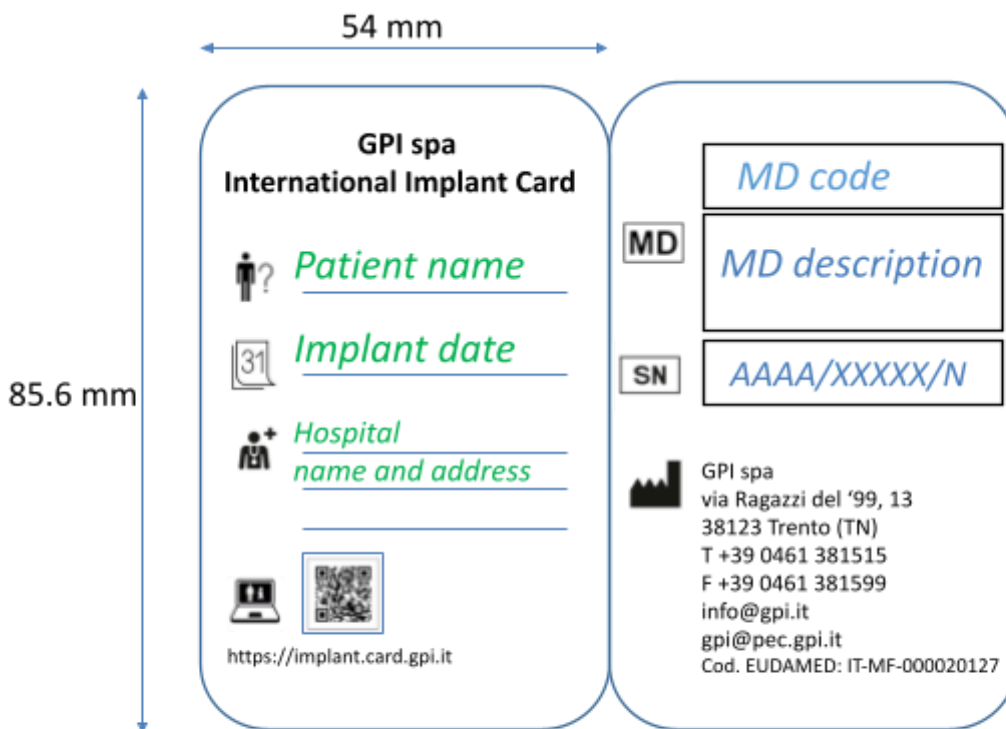 54 mm
85.6 mm
GPI spa
International Implant Card
Patient name
31
Implant date
Hospital
name and address
https://implant.card.gpi.it
MD code
MD
MD description
SN
AAAA/XXXXX/N
GPI spa
via Ragazzi del ‘99, 13
38123 Trento (TN)
T +39 0461 381515
F +39 0461 381599
info@gpi.it
gpi@pec.gpi.it
Cod. EUDAMED: IT-MF-000020127